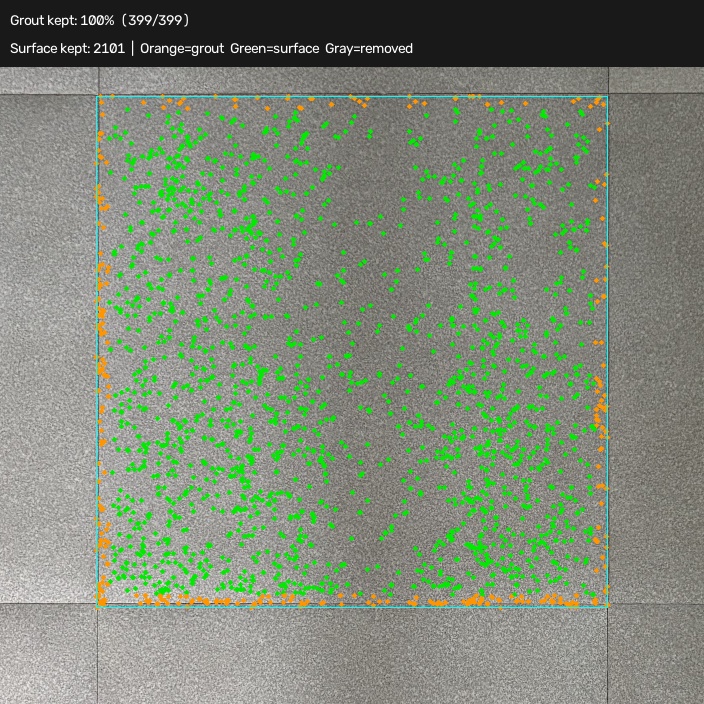 Grout kept: 100% (399/399)
Surface kept: 2101 | Orange=grout Green=surface Gray=removed